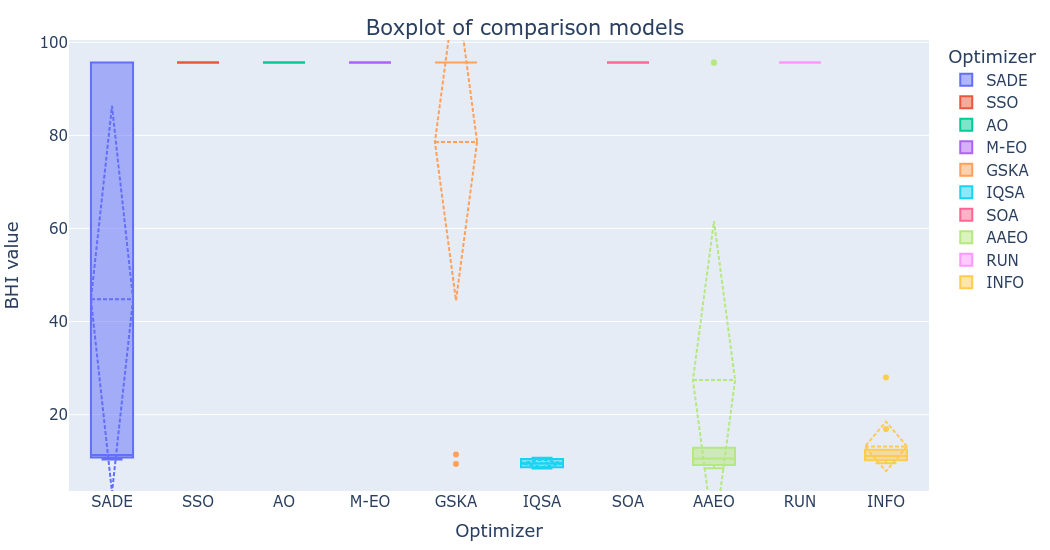 Boxplot of comparison models
BHI value
100
80
60
40
20
SADE
SSO
AO
M-EO
GSKA
IQSA
SOA
AAEO
RUN
INFO
Optimizer
Optimizer
SADE
SSO
AO
M-EO
GSKA
IQSA
SOA
AAEO
RUN
INFO